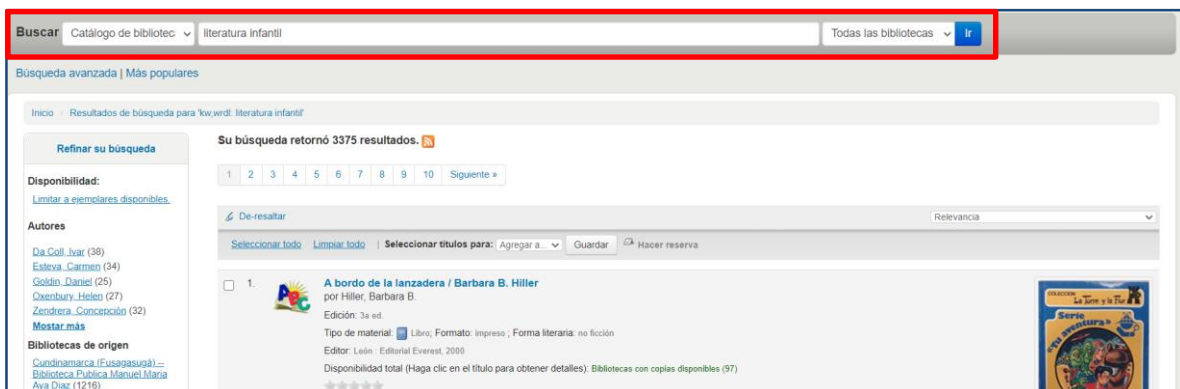 Buscar Catálogo de bibliotec literatura infantil Todas las bibliotecas Ir
Búsqueda avanzada | Más populares
Inicio Resultados de búsqueda para 'kw,wrdl: literatura infantil'
Refinar su búsqueda
Disponibilidad:
Limitar a ejemplares disponibles.
Autores
Da Coll, Ivar (38)
Esteva, Carmen (34)
Goldin, Daniel (25)
Oxenbury, Helen (27)
Zendrera, Concepción (32)
Mostar más
Bibliotecas de origen
Cundinamarca (Fusagasugá) --
Biblioteca Publica Manuel Maria
Aya Diaz (1216)
Su búsqueda retornó 3375 resultados.
1 2 3 4 5 6 7 8 9 10 Siguiente »
De-resaltar Relevancia
Seleccionar todo Limpiar todo | Seleccionar títulos para: Agregar a... Guardar Hacer reserva
1. A bordo de la lanzadera / Barbara B. Hiller
por Hiller, Barbara B.
Edición: 3a ed.
Tipo de material: Libro; Formato: impreso ; Forma literaria: no ficción
Editor: León : Editorial Everest, 2000
Disponibilidad total (Haga clic en el título para obtener detalles): Bibliotecas con copias disponibles (97)
ABC
COLECCION
La Torre y la Flor
Serie
"tu aventura"